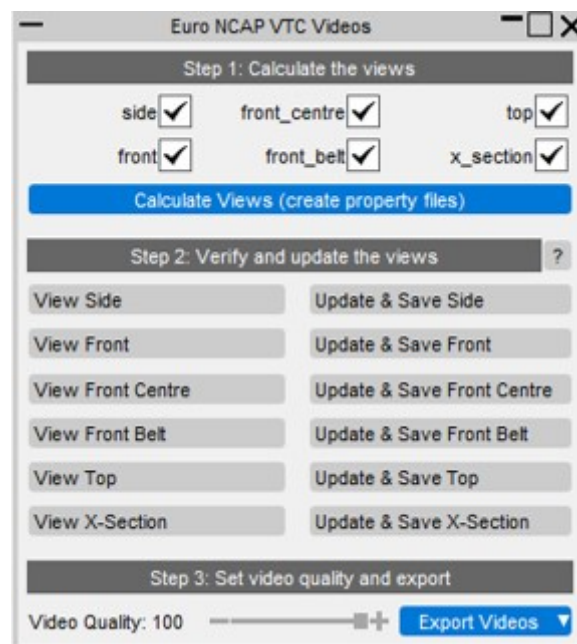 Euro NCAP VTC Videos
Step 1: Calculate the views
side front_centre top
front front_belt x_section
Calculate Views (create property files)
Step 2: Verify and update the views ?
View Side Update & Save Side
View Front Update & Save Front
View Front Centre Update & Save Front Centre
View Front Belt Update & Save Front Belt
View Top Update & Save Top
View X-Section Update & Save X-Section
Step 3: Set video quality and export
Video Quality: 100 Export Videos